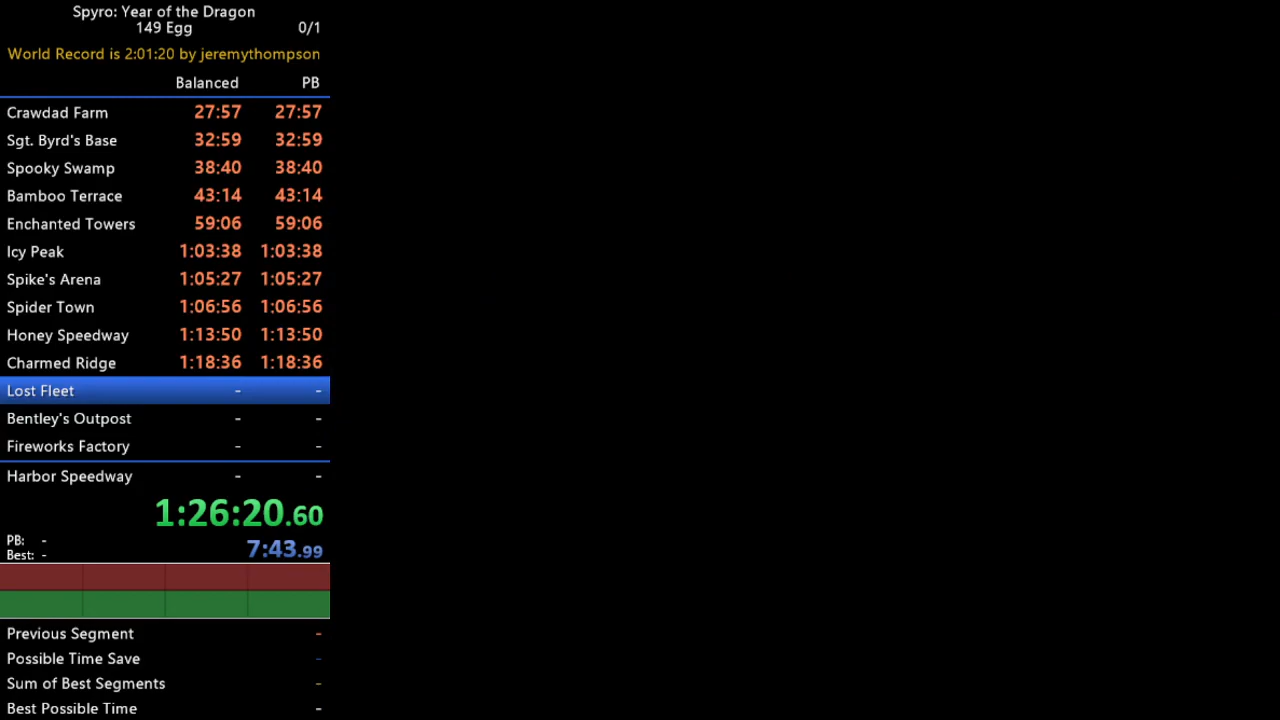 Spyro: Year of the Dragon
149 Egg 0/1
World Record is 2:01:20 by jeremythompson
Balanced PB
Crawdad Farm 27:57 27:57
Sgt. Byrd's Base 32:59 32:59
Spooky Swamp 38:40 38:40
Bamboo Terrace 43:14 43:14
Enchanted Towers 59:06 59:06
Icy Peak 1:03:38 1:03:38
Spike's Arena 1:05:27 1:05:27
Spider Town 1:06:56 1:06:56
Honey Speedway 1:13:50 1:13:50
Charmed Ridge 1:18:36 1:18:36
Lost Fleet - -
Bentley's Outpost - -
Fireworks Factory - -
Harbor Speedway - -
1:26:20.60
PB: - 7:43.99
Best: -
Previous Segment -
Possible Time Save -
Sum of Best Segments -
Best Possible Time -